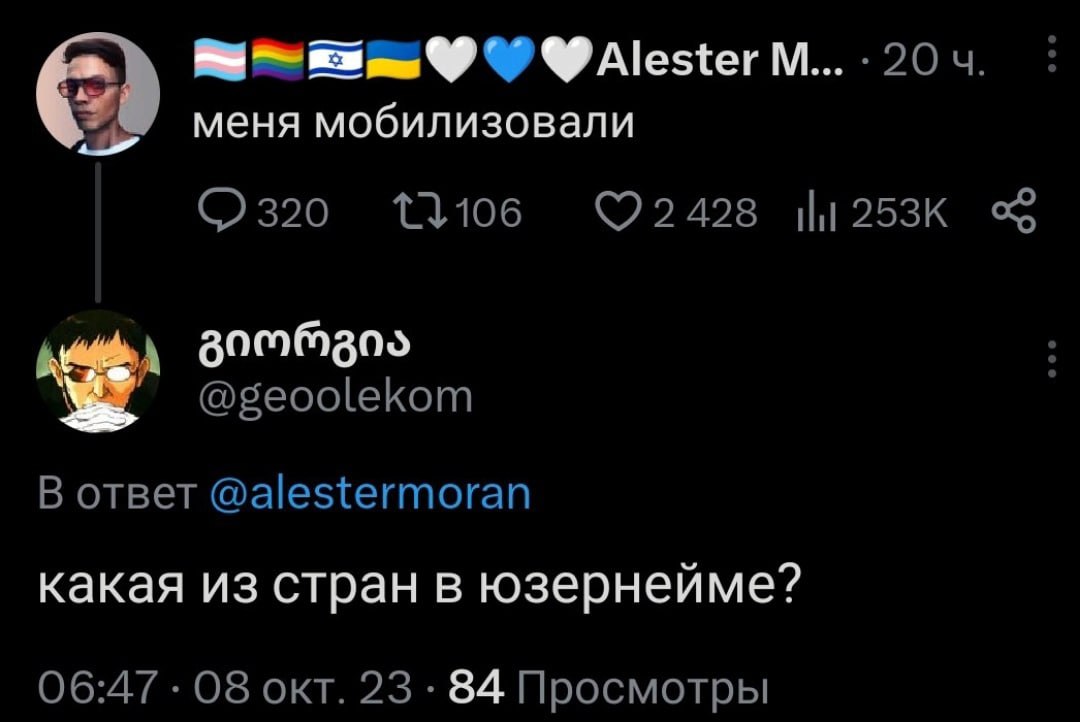 🏳️‍⚧️🏳️‍🌈🇮🇱🇺🇦🤍💙🤍Alester M... · 20 ч.
меня мобилизовали
320 106 2 428 253K
გიორგია
@geoolekom
В ответ @alestermoran
какая из стран в юзернейме?
06:47 · 08 окт. 23 · 84 Просмотры